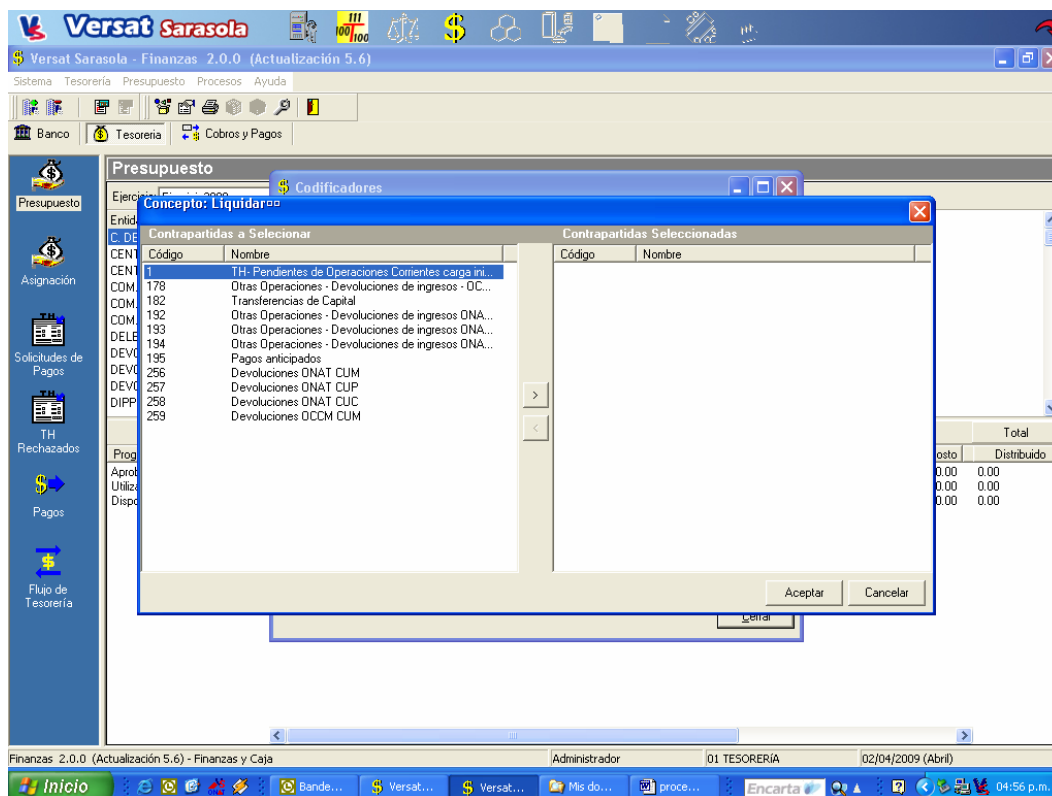 Versat Sarasola
Versat Sarasola - Finanzas 2.0.0 (Actualización 5.6)
Sistema Tesorería Presupuesto Procesos Ayuda
Banco Tesoreria Cobros y Pagos
Presupuesto
Asignación
Solicitudes de
Pagos
TH
Rechazados
Pagos
Flujo de
Tesorería
Presupuesto
Codificadores
Concepto: Liquidar
Contrapartidas a Selecionar
Código Nombre
1 TH- Pendientes de Operaciones Corrientes carga ini...
178 Otras Operaciones - Devoluciones de ingresos - OC...
182 Transferencias de Capital
192 Otras Operaciones - Devoluciones de ingresos ONA...
193 Otras Operaciones - Devoluciones de ingresos ONA...
194 Otras Operaciones - Devoluciones de ingresos ONA...
195 Pagos anticipados
256 Devoluciones ONAT CUM
257 Devoluciones ONAT CUP
258 Devoluciones ONAT CUC
259 Devoluciones OCCM CUM
>
<
Contrapartidas Seleccionadas
Código Nombre
Aceptar Cancelar
Total
Distribuido
0.00 0.00
0.00 0.00
0.00 0.00
Finanzas 2.0.0 (Actualización 5.6) - Finanzas y Caja Administrador 01 TESORERíA 02/04/2009 (Abril)
Inicio Bande... Versat... Versat... Mis do... proce... Encarta 04:56 p.m.